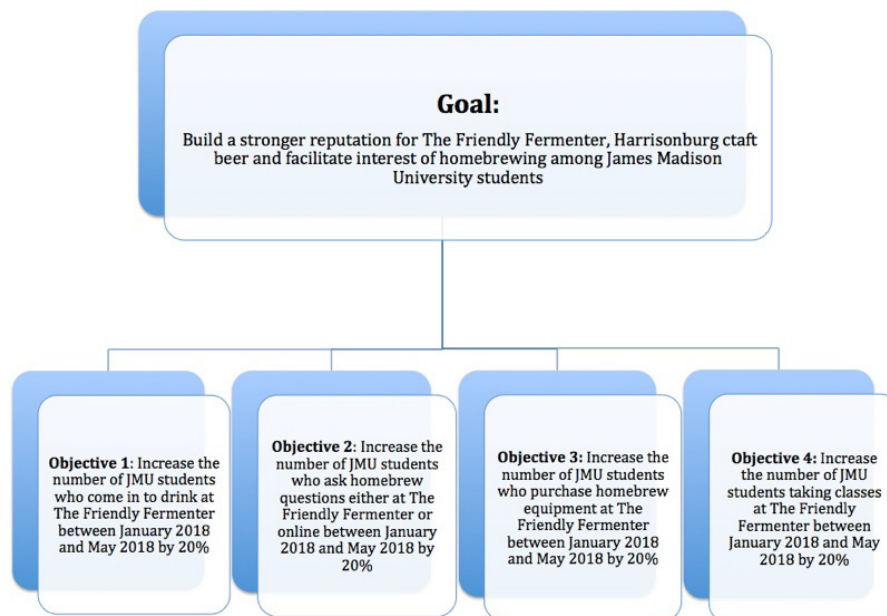 Goal:
Build a stronger reputation for The Friendly Fermenter, Harrisonburg ctaft
beer and facilitate interest of homebrewing among James Madison
University students
Objective 1: Increase the
number of JMU students
who come in to drink at
The Friendly Fermenter
between January 2018
and May 2018 by 20%
Objective 2: Increase the
number of JMU students
who ask homebrew
questions either at The
Friendly Fermenter or
online between January
2018 and May 2018 by
20%
Objective 3: Increase the
number of JMU students
who purchase homebrew
equipment at The
Friendly Fermenter
between January 2018
and May 2018 by 20%
Objective 4: Increase
the number of JMU
students taking classes
at The Friendly
Fermenter between
January 2018 and May
2018 by 20%